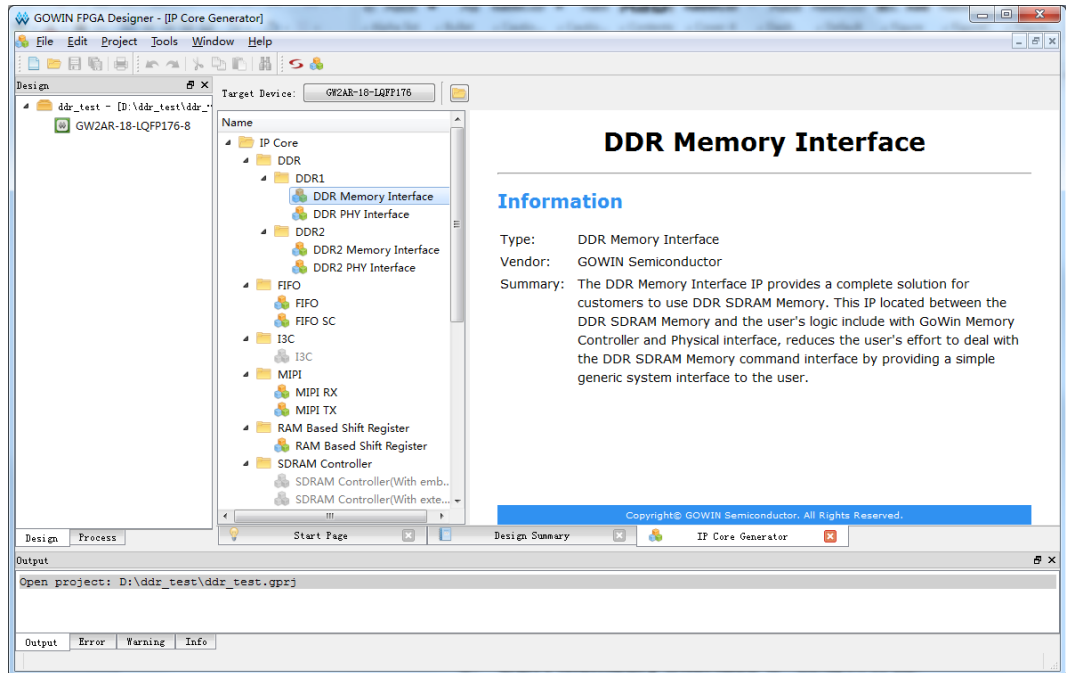 GOWIN FPGA Designer - [IP Core Generator]
File Edit Project Tools Window Help
Design
Target Device: GW2AR-18-LQFP176
ddr_test - [D:\ddr_test\ddr_
GW2AR-18-LQFP176-8
Name
IP Core
DDR
DDR1
DDR Memory Interface
DDR PHY Interface
DDR2
DDR2 Memory Interface
DDR2 PHY Interface
FIFO
FIFO
FIFO SC
I3C
I3C
MIPI
MIPI RX
MIPI TX
RAM Based Shift Register
RAM Based Shift Register
SDRAM Controller
SDRAM Controller(With emb..
SDRAM Controller(With exte...
DDR Memory Interface
Information
Type: DDR Memory Interface
Vendor: GOWIN Semiconductor
Summary: The DDR Memory Interface IP provides a complete solution for
customers to use DDR SDRAM Memory. This IP located between the
DDR SDRAM Memory and the user's logic include with GoWin Memory
Controller and Physical interface, reduces the user's effort to deal with
the DDR SDRAM Memory command interface by providing a simple
generic system interface to the user.
Copyright© GOWIN Semiconductor. All Rights Reserved.
Design Process
Start Page Design Summary IP Core Generator
Output
Open project: D:\ddr_test\ddr_test.gprj
Output Error Warning Info